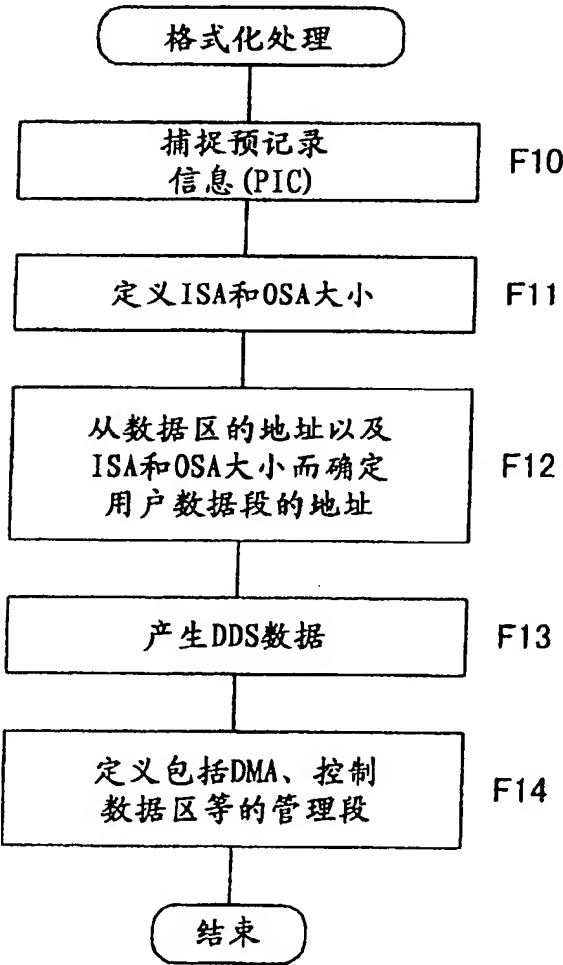 格式化处理
捕捉预记录
信息(PIC)
F10
定义ISA和OSA大小
F11
从数据区的地址以及
ISA和OSA大小而确定
用户数据段的地址
F12
产生DDS数据
F13
定义包括DMA、控制
数据区等的管理段
F14
结束